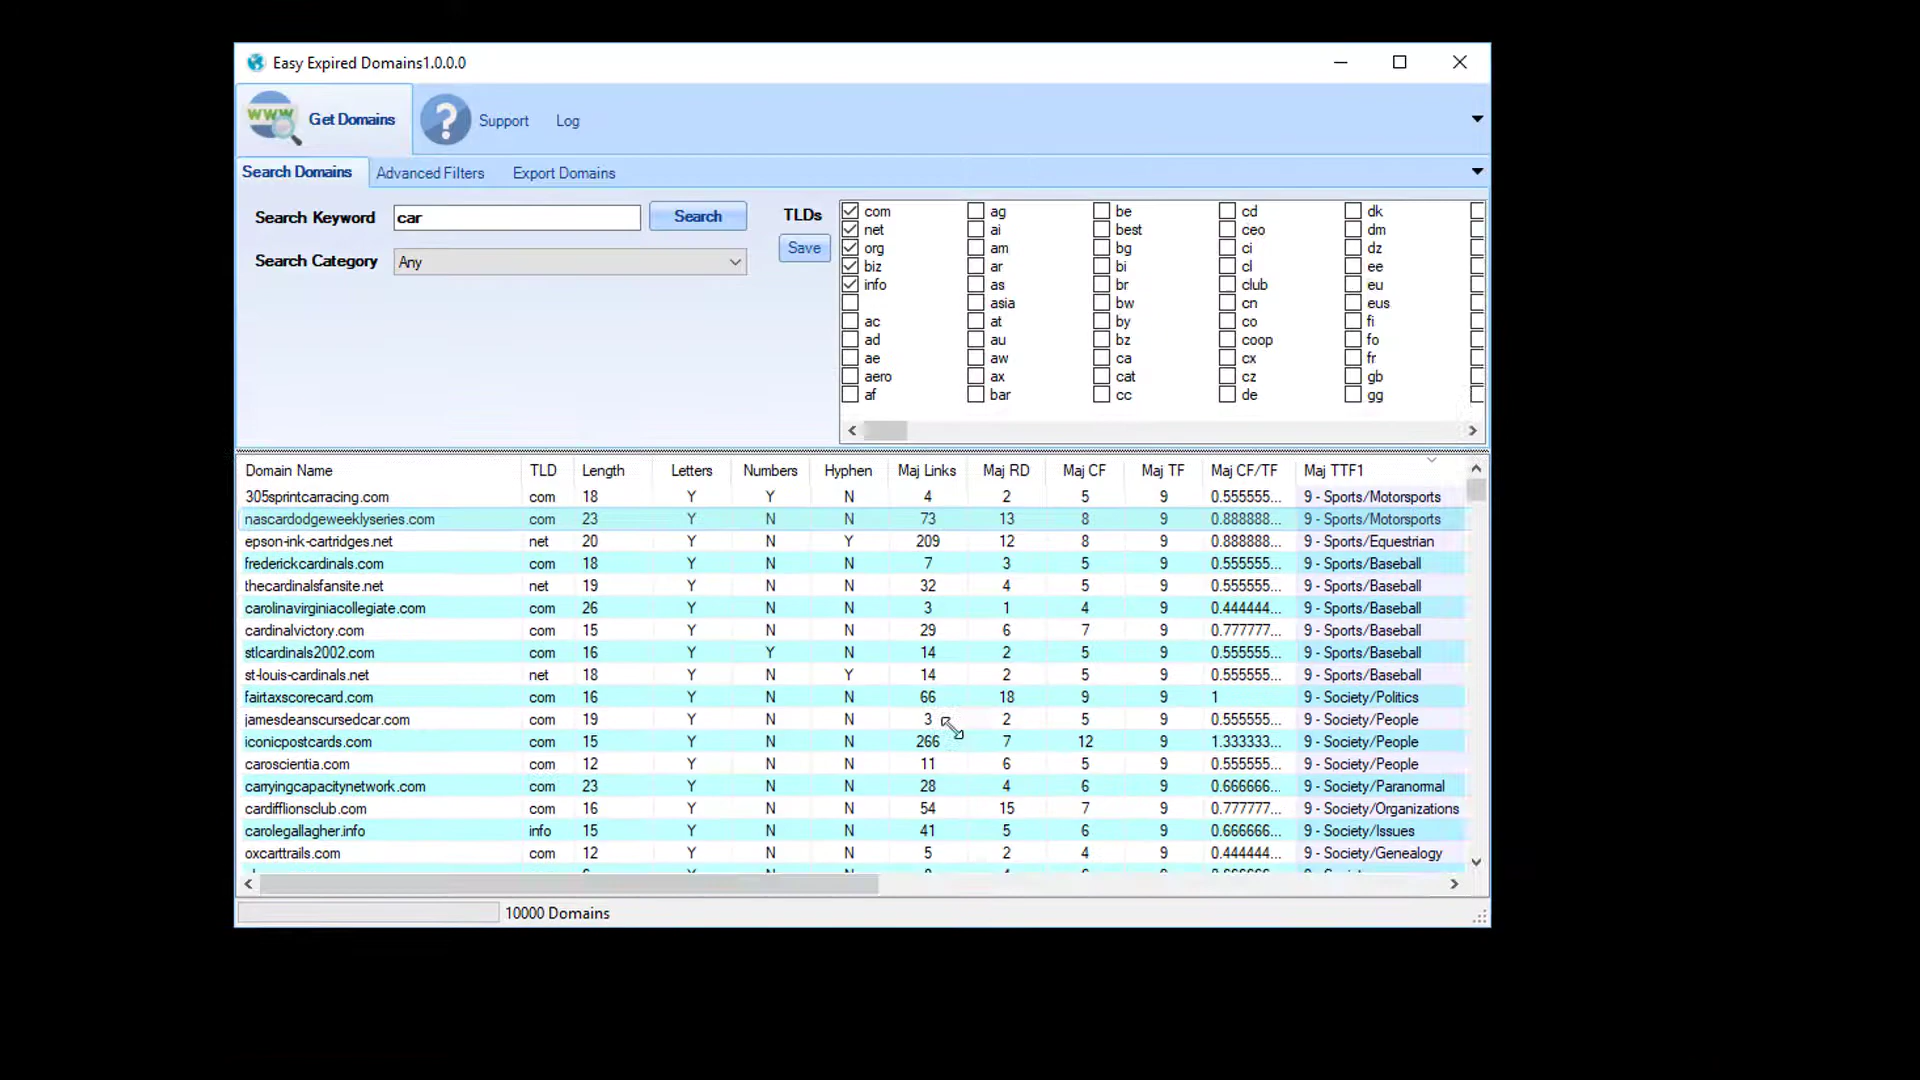 Easy Expired Domains1.0.0.0
WWW Get Domains ? Support Log
Search Domains Advanced Filters Export Domains
Search Keyword car Search TLDs
Search Category Any Save
com ag be cd dk
net ai best ceo dm
org am bg ci dz
biz ar bi cl ee
info as br club eu
asia bw cn eus
ac at by co fi
ad au bz coop fo
ae aw ca cx fr
aero ax cat cz gb
af bar cc de gg
Domain Name TLD Length Letters Numbers Hyphen Maj Links Maj RD Maj CF Maj TF Maj CF/TF Maj TTF1
305sprintcarracing.com com 18 Y Y N 4 2 5 9 0.555555... 9 - Sports/Motorsports
nascardodgeweeklyseries.com com 23 Y N N 73 13 8 9 0.888888... 9 - Sports/Motorsports
epson-ink-cartridges.net net 20 Y N Y 209 12 8 9 0.888888... 9 - Sports/Equestrian
frederickcardinals.com com 18 Y N N 7 3 5 9 0.555555... 9 - Sports/Baseball
thecardinalsfansite.net net 19 Y N N 32 4 5 9 0.555555... 9 - Sports/Baseball
carolinavirginiacollegiate.com com 26 Y N N 3 1 4 9 0.444444... 9 - Sports/Baseball
cardinalvictory.com com 15 Y N N 29 6 7 9 0.777777... 9 - Sports/Baseball
stlcardinals2002.com com 16 Y Y N 14 2 5 9 0.555555... 9 - Sports/Baseball
st-louis-cardinals.net net 18 Y N Y 14 2 5 9 0.555555... 9 - Sports/Baseball
fairtaxscorecard.com com 16 Y N N 66 18 9 9 1 9 - Society/Politics
jamesdeanscursedcar.com com 19 Y N N 3 2 5 9 0.555555... 9 - Society/People
iconicpostcards.com com 15 Y N N 266 7 12 9 1.333333... 9 - Society/People
caroscientia.com com 12 Y N N 11 6 5 9 0.555555... 9 - Society/People
carryingcapacitynetwork.com com 23 Y N N 28 4 6 9 0.666666... 9 - Society/Paranormal
cardifflionsclub.com com 16 Y N N 54 15 7 9 0.777777... 9 - Society/Organizations
carolegallagher.info info 15 Y N N 41 5 6 9 0.666666... 9 - Society/Issues
oxcarttrails.com com 12 Y N N 5 2 4 9 0.444444... 9 - Society/Genealogy
10000 Domains